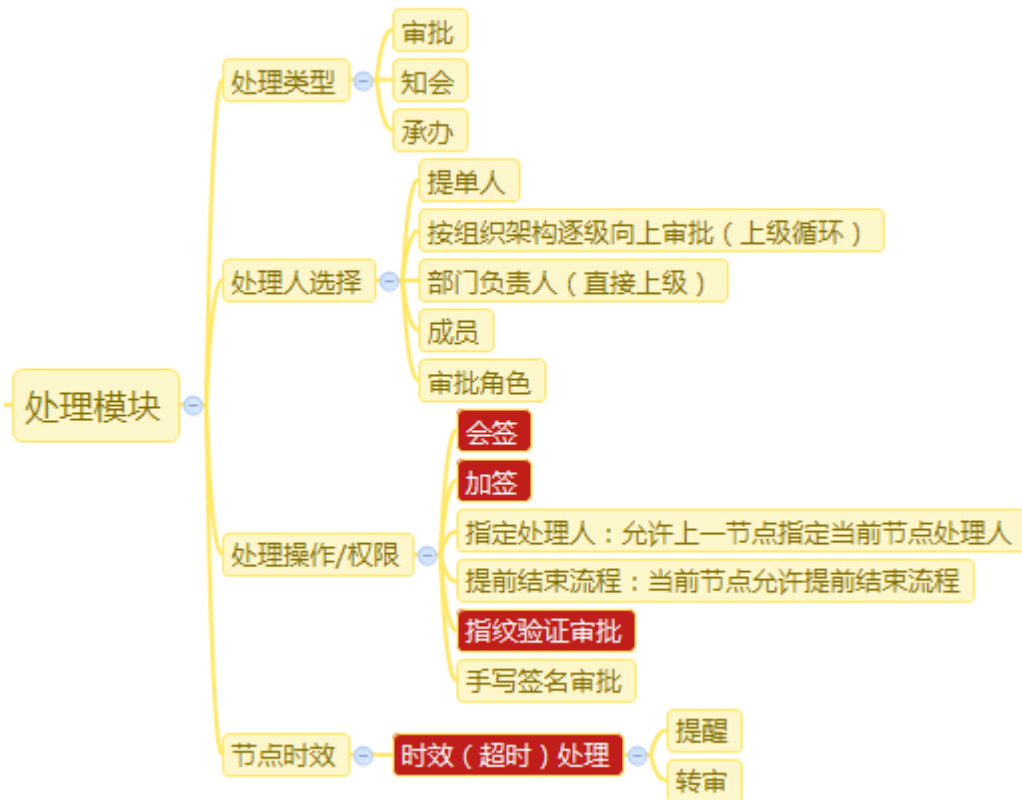 审批
处理类型
知会
承办
提单人
按组织架构逐级向上审批（上级循环）
处理人选择
部门负责人（直接上级）
成员
审批角色
处理模块
会签
加签
指定处理人：允许上一节点指定当前节点处理人
处理操作/权限
提前结束流程：当前节点允许提前结束流程
指纹验证审批
手写签名审批
节点时效
时效（超时）处理
提醒
转审